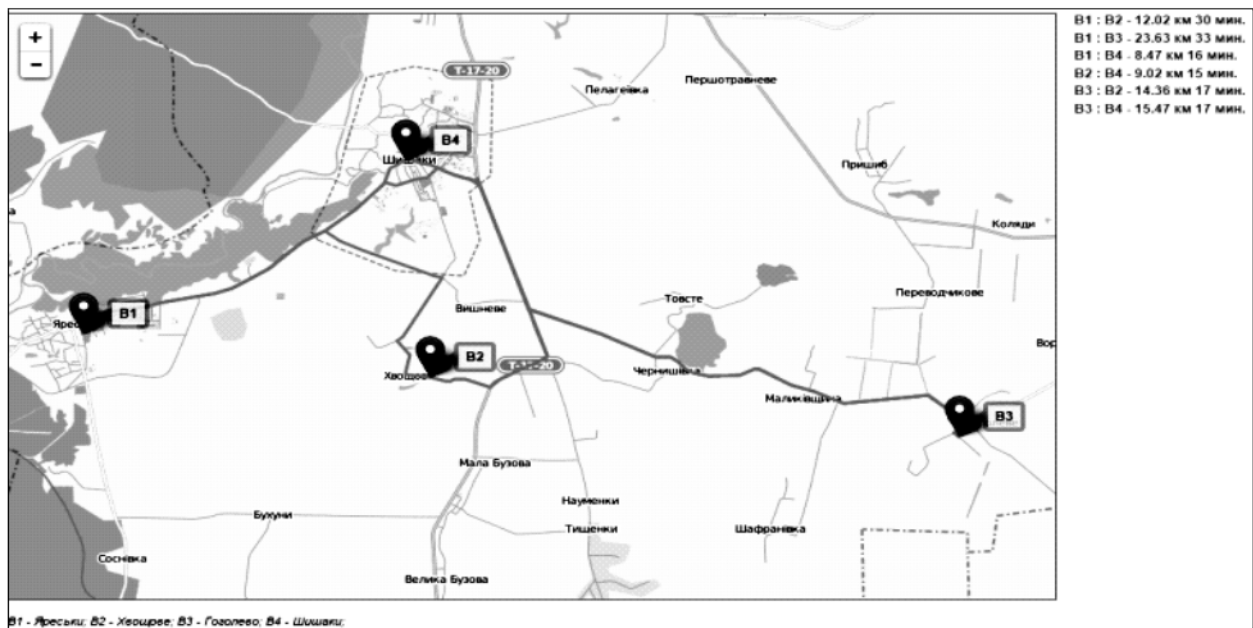 +
−
B1 : B2 - 12.02 км 30 мин.
B1 : B3 - 23.63 км 33 мин.
B1 : B4 - 8.47 км 16 мин.
B2 : B4 - 9.02 км 15 мин.
B3 : B2 - 14.36 км 17 мин.
B3 : B4 - 15.47 км 17 мин.
Т-17-20
Першотравневе
Пелагеївка
B4
Шишаки
Пришиб
Коляди
Переводчикове
Товсте
Вишневе
B1
Ярес
Вор
B2
Т-17-20
Хвощове
Чернишівка
Маликівщина
B3
Мала Бузова
Науменки
Бухуни
Тищенки
Шафранівка
Соснівка
Велика Бузова
B1 - Яреськи; B2 - Хвощове; B3 - Гоголево; B4 - Шишаки;